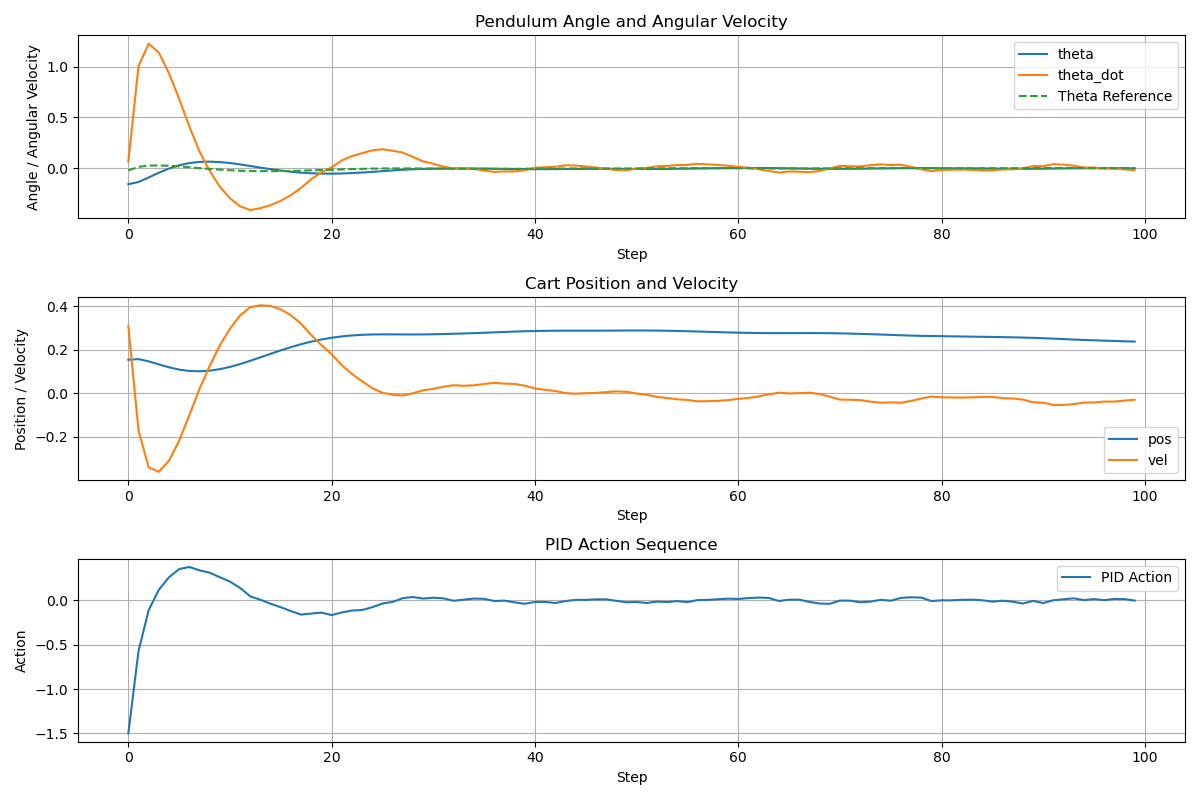 Pendulum Angle and Angular Velocity
Angle / Angular Velocity
1.0
0.5
0.0
theta
theta_dot
Theta Reference
0 20 40 60 80 100
Step
Cart Position and Velocity
Position / Velocity
0.4
0.2
0.0
−0.2
pos
vel
0 20 40 60 80 100
Step
PID Action Sequence
Action
0.0
−0.5
−1.0
−1.5
PID Action
0 20 40 60 80 100
Step